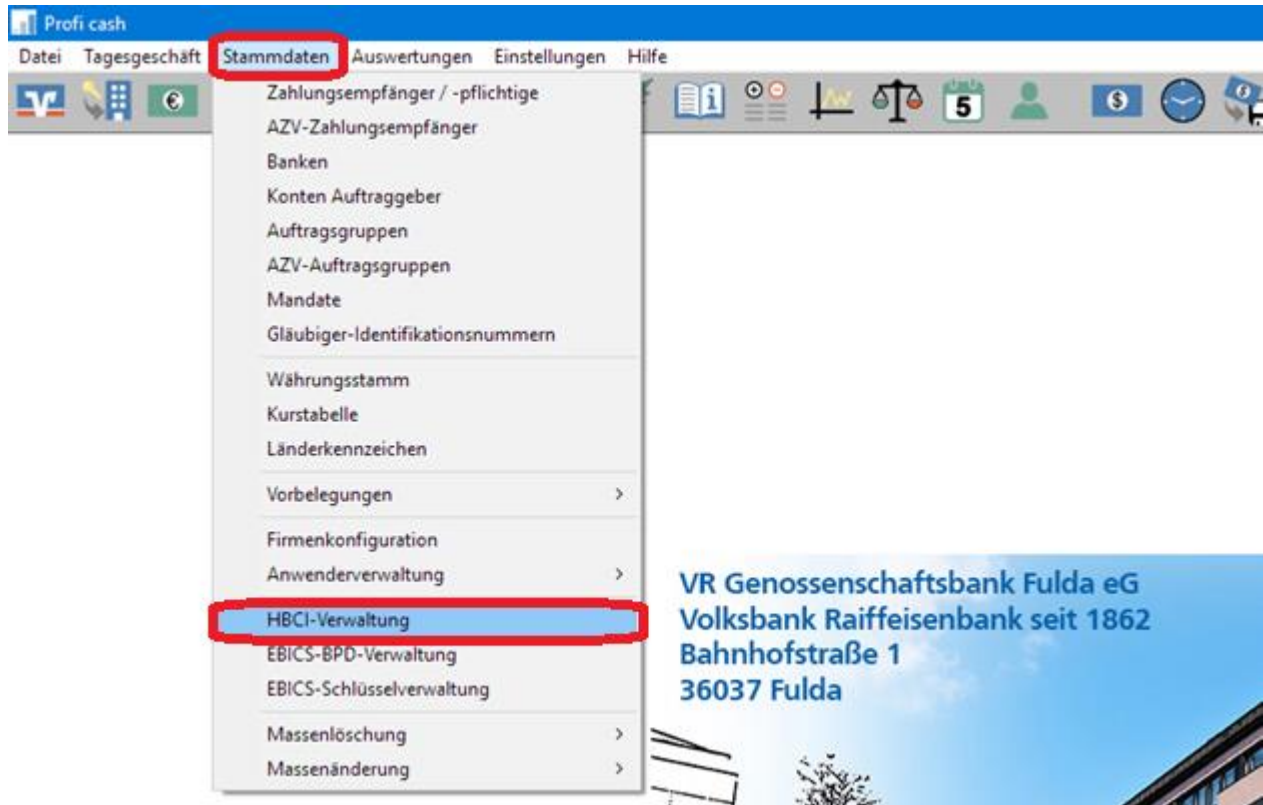 Profi cash
Datei Tagesgeschäft Stammdaten Auswertungen Einstellungen Hilfe
5
Zahlungsempfänger / -pflichtige
AZV-Zahlungsempfänger
Banken
Konten Auftraggeber
Auftragsgruppen
AZV-Auftragsgruppen
Mandate
Gläubiger-Identifikationsnummern
Währungsstamm
Kurstabelle
Länderkennzeichen
Vorbelegungen
Firmenkonfiguration
Anwenderverwaltung
HBCI-Verwaltung
EBICS-BPD-Verwaltung
EBICS-Schlüsselverwaltung
Massenlöschung
Massenänderung
VR Genossenschaftsbank Fulda eG
Volksbank Raiffeisenbank seit 1862
Bahnhofstraße 1
36037 Fulda